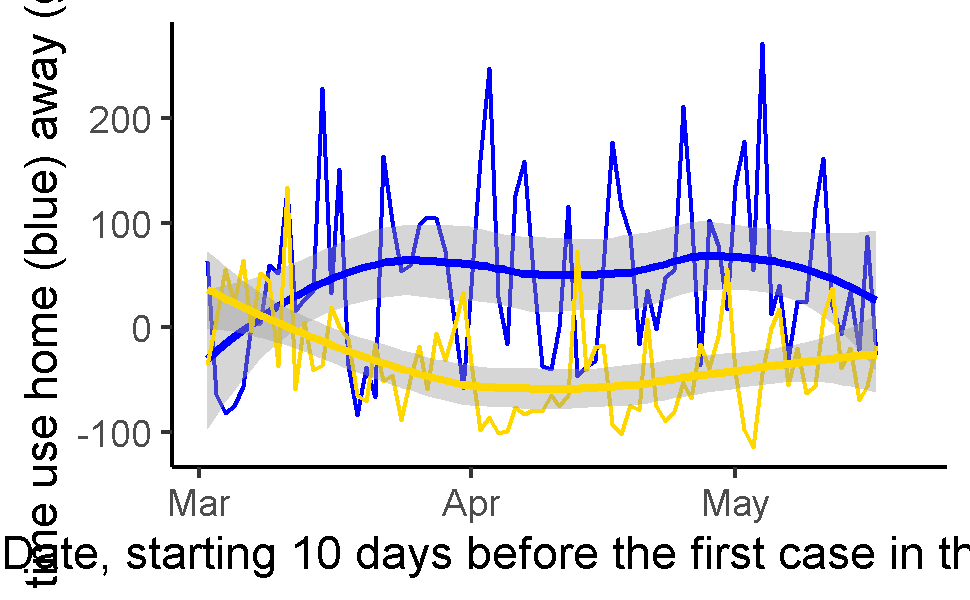 time use home (blue) away (
200
100
0
-100
Mar Apr May
Date, starting 10 days before the first case in th